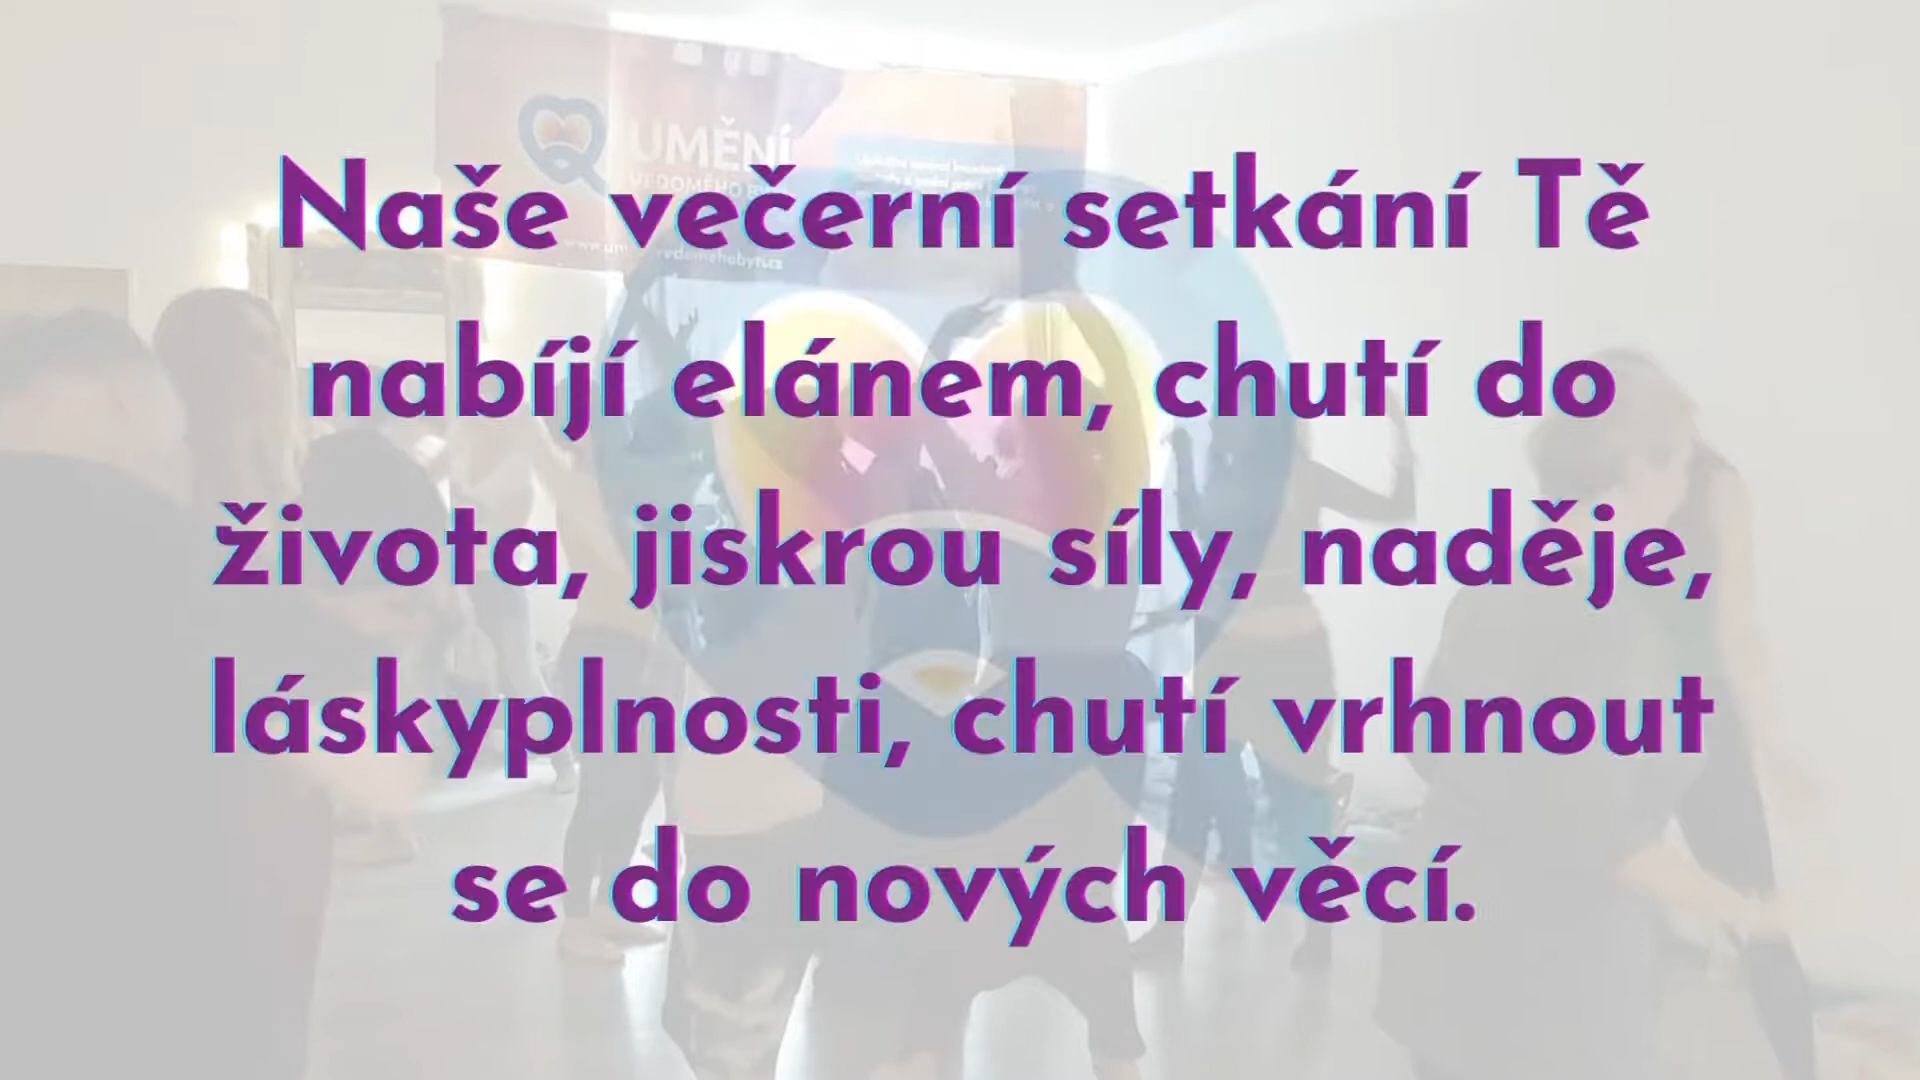 UMĚNÍ
VĚDOMÉHO
Naše večerní setkání Tě
nabíjí elánem, chutí do
života, jiskrou síly, naděje,
láskyplnosti, chutí vrhnout
se do nových věcí.